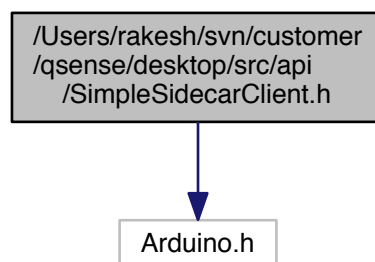 /Users/rakesh/svn/customer
/qsense/desktop/src/api
/SimpleSidecarClient.h
Arduino.h